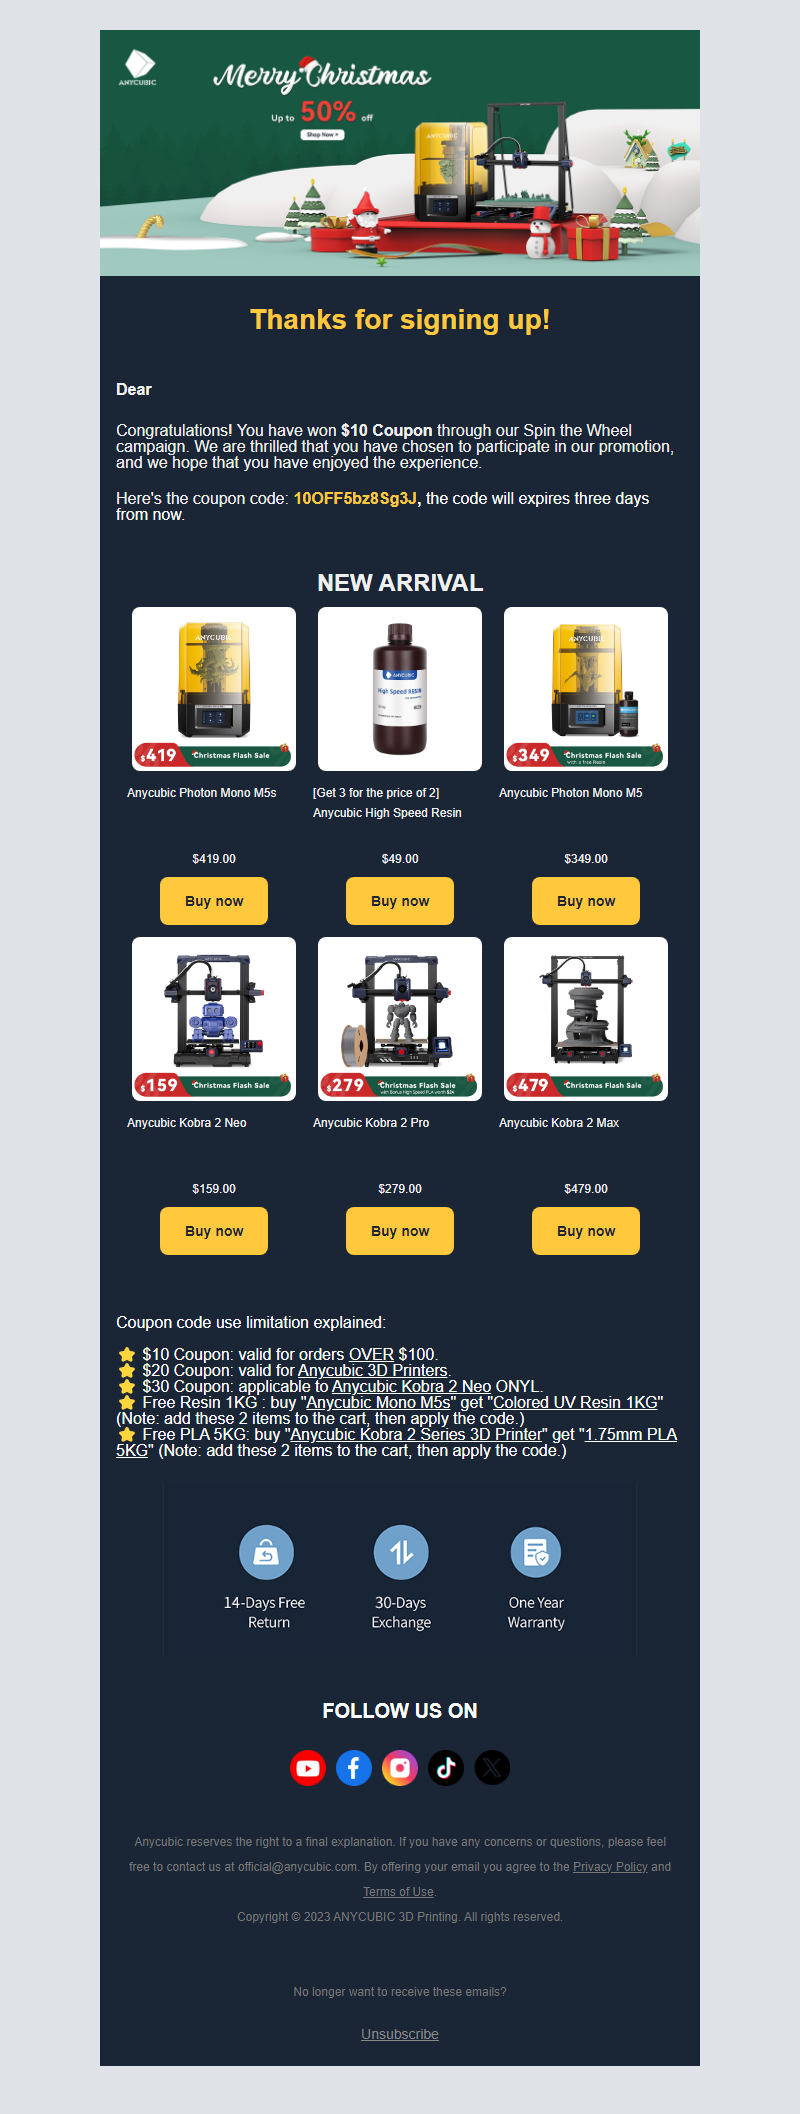 ANYCUBIC
Merry Christmas
Up to 50% off
Shop Now >
ANYCUBIC
Thanks for signing up!
Dear
Congratulations! You have won $10 Coupon through our Spin the Wheel
campaign. We are thrilled that you have chosen to participate in our promotion,
and we hope that you have enjoyed the experience.
Here's the coupon code: 10OFF5bz8Sg3J, the code will expires three days
from now.
NEW ARRIVAL
ANYCUBIC
$419 Christmas Flash Sale
ANYCUBIC
High Speed RESIN
ANYCUBIC
$349 Christmas Flash Sale
with a free Resin
Anycubic Photon Mono M5s
[Get 3 for the price of 2]
Anycubic High Speed Resin
Anycubic Photon Mono M5
$419.00
$49.00
$349.00
Buy now
Buy now
Buy now
$159 Christmas Flash Sale
$279 Christmas Flash Sale
with Bonus High Speed PLA worth $24
$479 Christmas Flash Sale
Anycubic Kobra 2 Neo
Anycubic Kobra 2 Pro
Anycubic Kobra 2 Max
$159.00
$279.00
$479.00
Buy now
Buy now
Buy now
Coupon code use limitation explained:
⭐ $10 Coupon: valid for orders OVER $100.
⭐ $20 Coupon: valid for Anycubic 3D Printers.
⭐ $30 Coupon: applicable to Anycubic Kobra 2 Neo ONYL.
⭐ Free Resin 1KG : buy "Anycubic Mono M5s" get "Colored UV Resin 1KG"
(Note: add these 2 items to the cart, then apply the code.)
⭐ Free PLA 5KG: buy "Anycubic Kobra 2 Series 3D Printer" get "1.75mm PLA
5KG" (Note: add these 2 items to the cart, then apply the code.)
14-Days Free
Return
30-Days
Exchange
One Year
Warranty
FOLLOW US ON
Anycubic reserves the right to a final explanation. If you have any concerns or questions, please feel
free to contact us at official@anycubic.com. By offering your email you agree to the Privacy Policy and
Terms of Use.
Copyright © 2023 ANYCUBIC 3D Printing. All rights reserved.
No longer want to receive these emails?
Unsubscribe